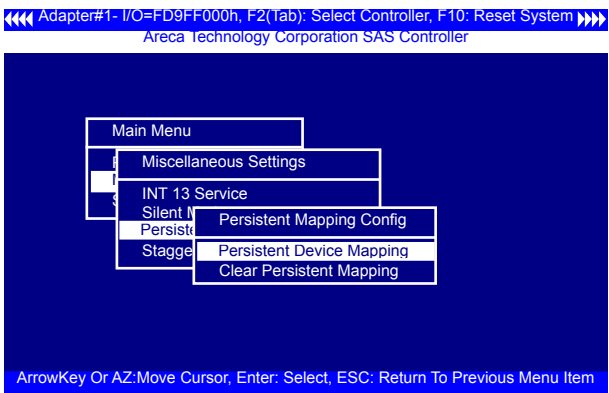 Adapter#1- I/O=FD9FF000h, F2(Tab): Select Controller, F10: Reset System
Areca Technology Corporation SAS Controller
Main Menu
Miscellaneous Settings
INT 13 Service
Silent
Persistent Mapping Config
Persistent Device Mapping
Clear Persistent Mapping
ArrowKey Or AZ:Move Cursor, Enter: Select, ESC: Return To Previous Menu Item